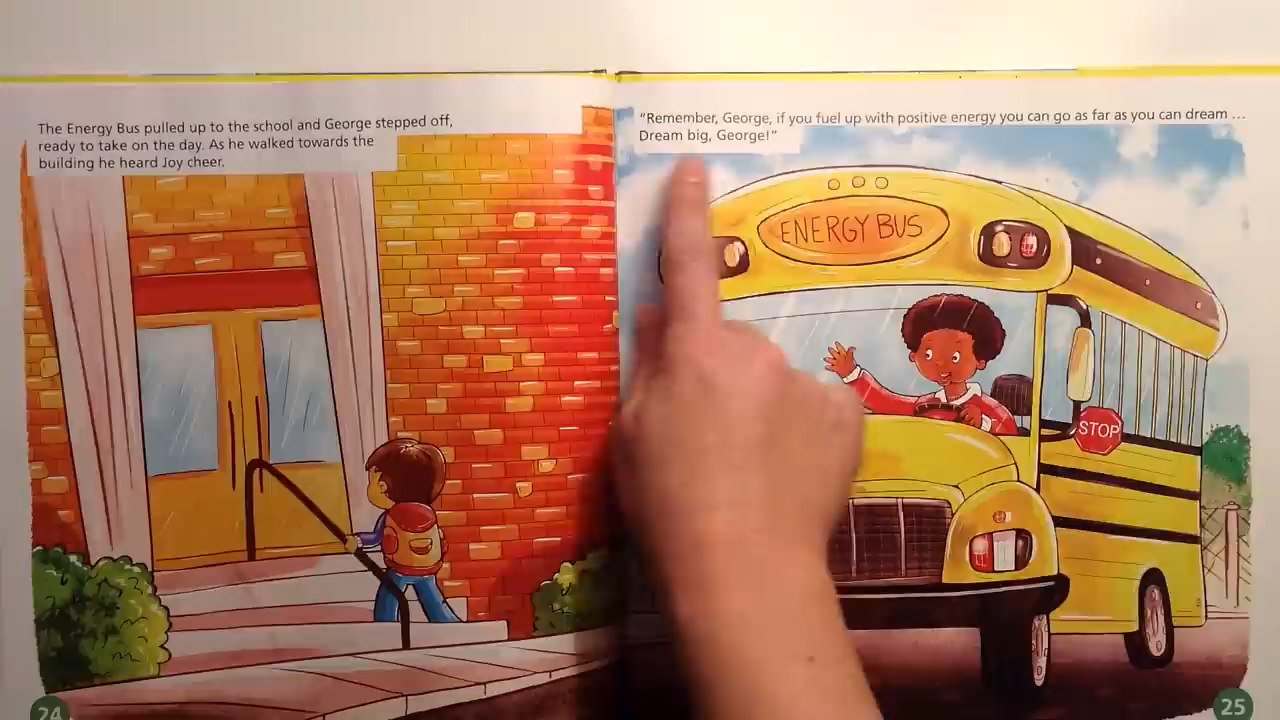 The Energy Bus pulled up to the school and George stepped off,
ready to take on the day. As he walked towards the
building he heard Joy cheer.
“Remember, George, if you fuel up with positive energy you can go as far as you can dream ...
Dream big, George!”
ENERGY BUS
STOP
24
25